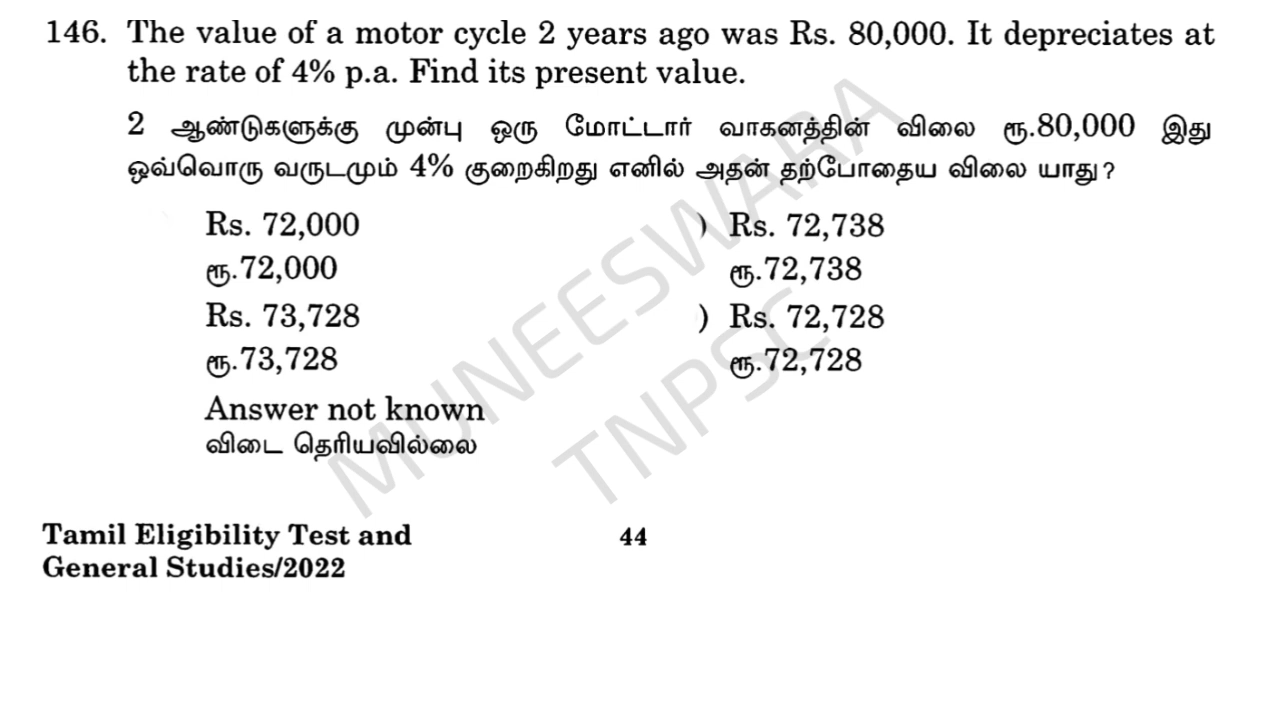 146. The value of a motor cycle 2 years ago was Rs. 80,000. It depreciates at
the rate of 4% p.a. Find its present value.
2 ஆண்டுகளுக்கு முன்பு ஒரு மோட்டார் வாகனத்தின் விலை ரூ.80,000 இது
ஒவ்வொரு வருடமும் 4% குறைகிறது எனில் அதன் தற்போதைய விலை யாது?
Rs. 72,000 ) Rs. 72,738
ரூ.72,000 ரூ.72,738
Rs. 73,728 ) Rs. 72,728
ரூ.73,728 ரூ.72,728
Answer not known
விடை தெரியவில்லை
MUNEESWARA
TNPSC
Tamil Eligibility Test and 44
General Studies/2022